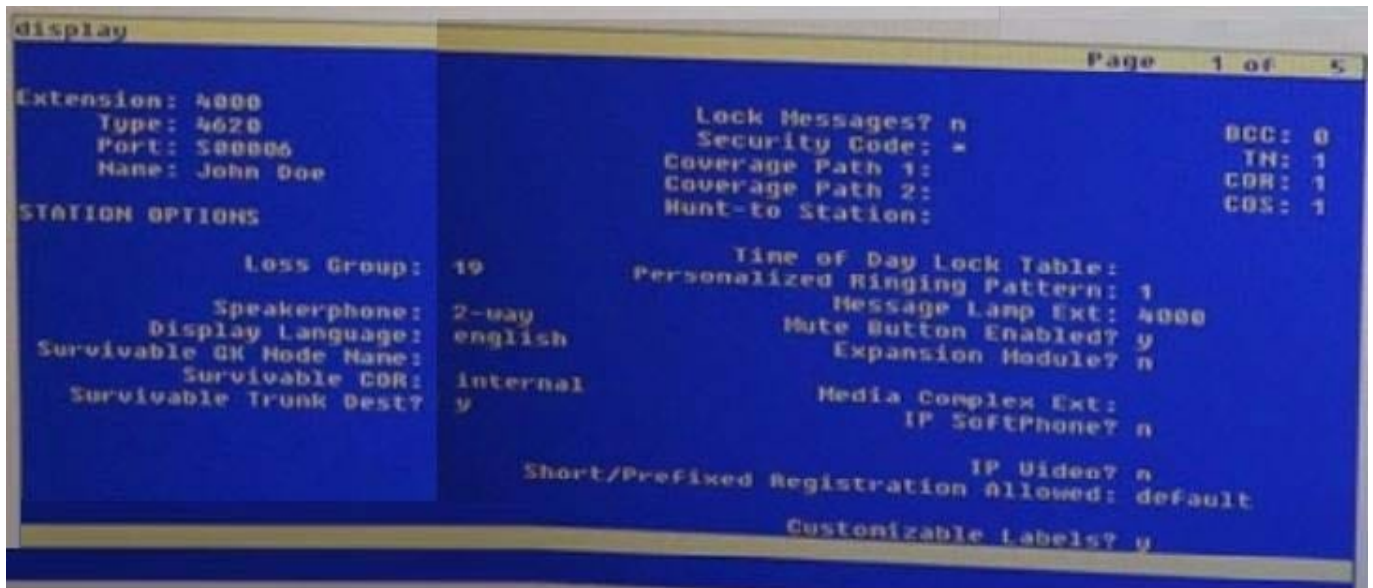 display
Page 1 of 5
Extension: 4000 Lock Messages? n BCC: 0
Type: 4620 Security Code: * TN: 1
Port: S00006 Coverage Path 1: COR: 1
Name: John Doe Coverage Path 2: COS: 1
Hunt-to Station:
STATION OPTIONS
Time of Day Lock Table:
Loss Group: 19 Personalized Ringing Pattern: 1
Message Lamp Ext: 4000
Speakerphone: 2-way Mute Button Enabled? y
Display Language: english Expansion Module? n
Survivable GK Node Name:
Survivable COR: internal Media Complex Ext:
Survivable Trunk Dest? y IP SoftPhone? n
IP Video? n
Short/Prefixed Registration Allowed: default
Customizable Labels? y